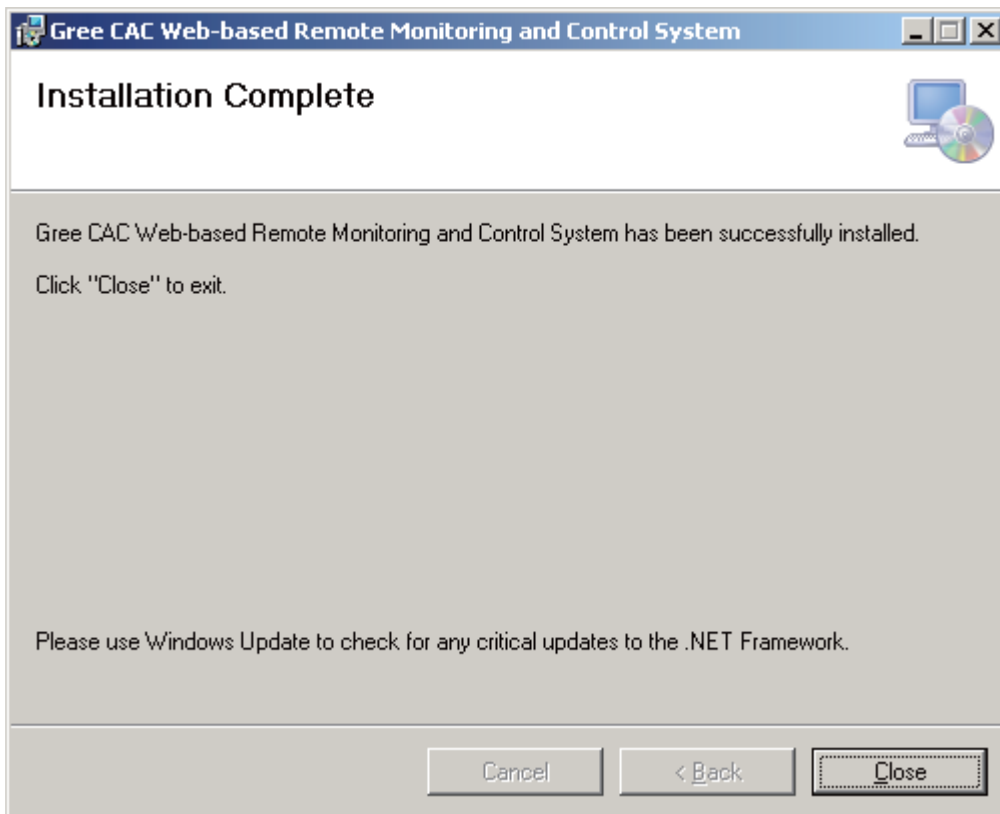 Gree CAC Web-based Remote Monitoring and Control System
Installation Complete
Gree CAC Web-based Remote Monitoring and Control System has been successfully installed.
Click "Close" to exit.
Please use Windows Update to check for any critical updates to the .NET Framework.
Cancel
< Back
Close